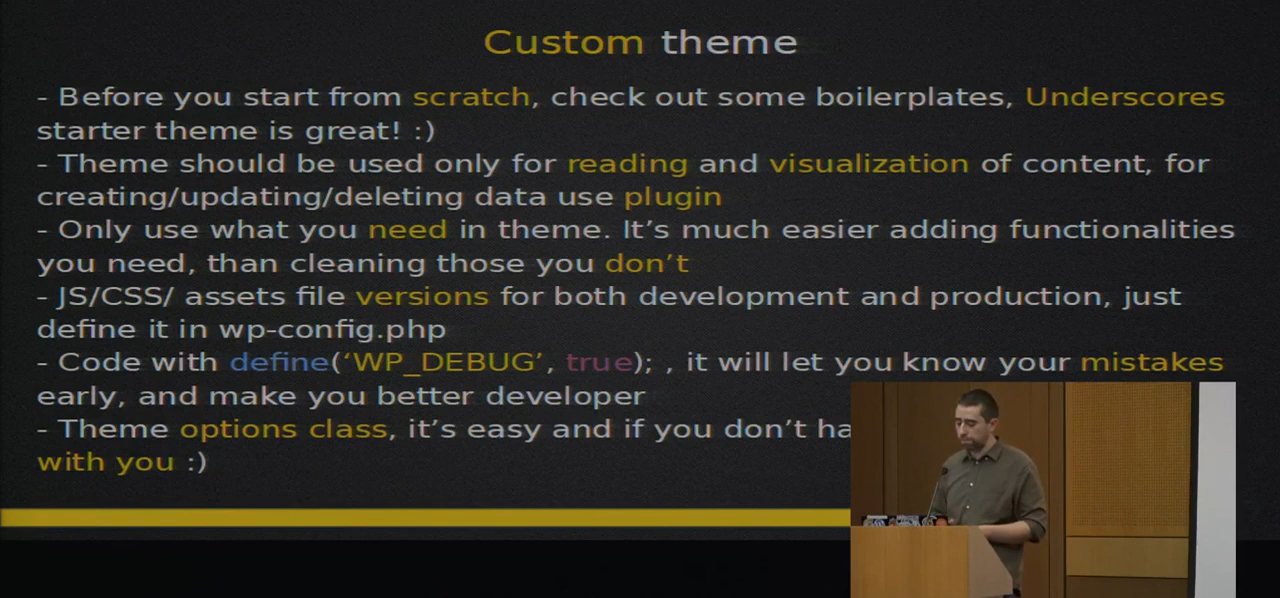 Custom theme
- Before you start from scratch, check out some boilerplates, Underscores
starter theme is great! :)
- Theme should be used only for reading and visualization of content, for
creating/updating/deleting data use plugin
- Only use what you need in theme. It’s much easier adding functionalities
you need, than cleaning those you don’t
- JS/CSS/ assets file versions for both development and production, just
define it in wp-config.php
- Code with define(‘WP_DEBUG’, true); , it will let you know your mistakes
early, and make you better developer
- Theme options class, it’s easy and if you don’t
with you :)